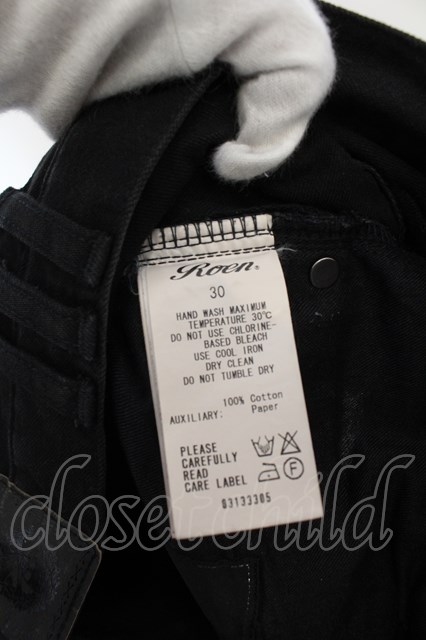 Roen®
30
HAND WASH MAXIMUM
TEMPERATURE 30℃
DO NOT USE CHLORINE-
BASED BLEACH
USE COOL IRON
DRY CLEAN
DO NOT TUMBLE DRY
100% Cotton
AUXILIARY: Paper
PLEASE
CAREFULLY
READ
CARE LABEL
F
03133305
closet child